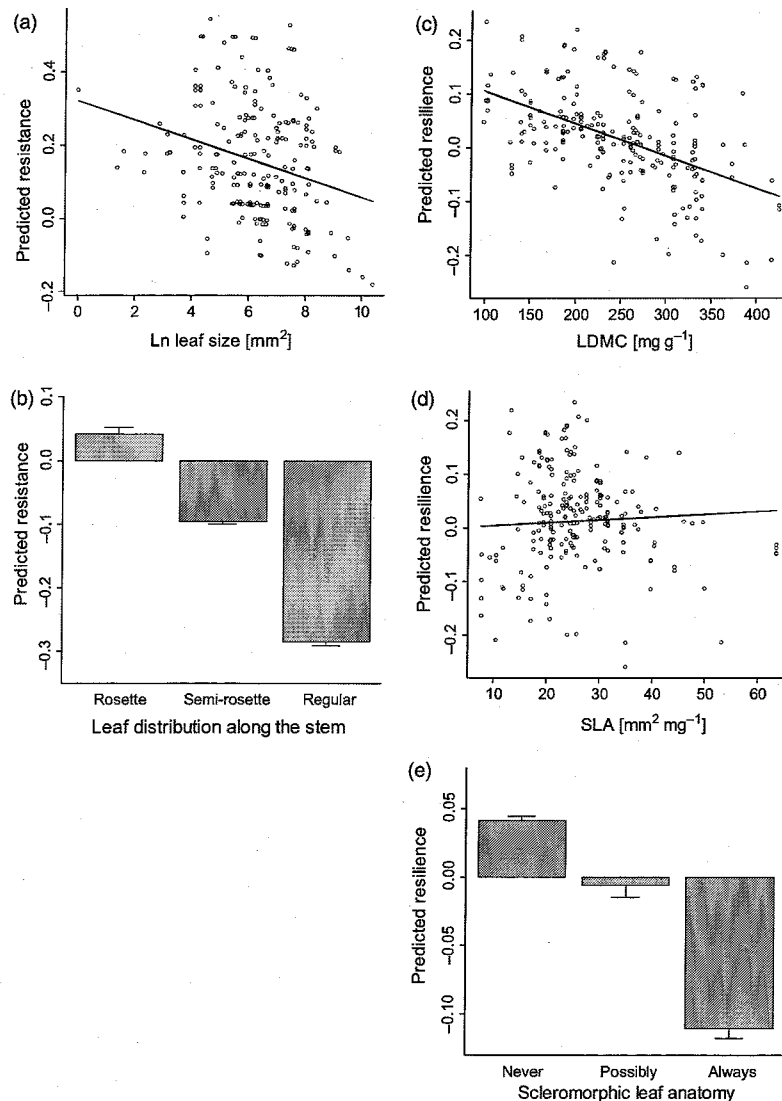 (a)
0.4
0.2
0.0
−0.2
Predicted resistance
0 2 4 6 8 10
Ln leaf size [mm²]
(b)
0.1
0.0
−0.1
−0.2
−0.3
Predicted resistance
Rosette Semi-rosette Regular
Leaf distribution along the stem
(c)
0.2
0.1
0.0
−0.1
−0.2
Predicted resilience
100 150 200 250 300 350 400
LDMC [mg g⁻¹]
(d)
0.2
0.1
0.0
−0.1
−0.2
Predicted resilience
10 20 30 40 50 60
SLA [mm² mg⁻¹]
(e)
0.05
0.00
−0.05
−0.10
Predicted resilience
Never Possibly Always
Scleromorphic leaf anatomy